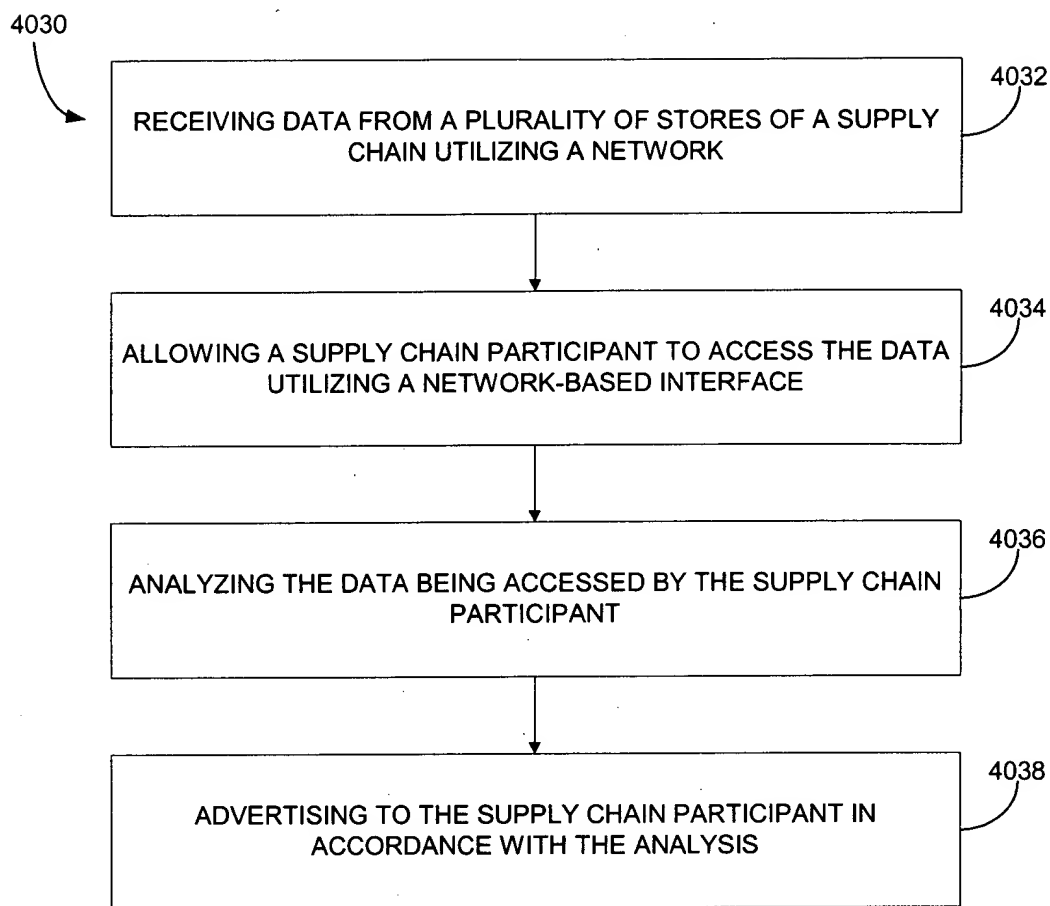 4030
4032
RECEIVING DATA FROM A PLURALITY OF STORES OF A SUPPLY
CHAIN UTILIZING A NETWORK
4034
ALLOWING A SUPPLY CHAIN PARTICIPANT TO ACCESS THE DATA
UTILIZING A NETWORK-BASED INTERFACE
4036
ANALYZING THE DATA BEING ACCESSED BY THE SUPPLY CHAIN
PARTICIPANT
4038
ADVERTISING TO THE SUPPLY CHAIN PARTICIPANT IN
ACCORDANCE WITH THE ANALYSIS